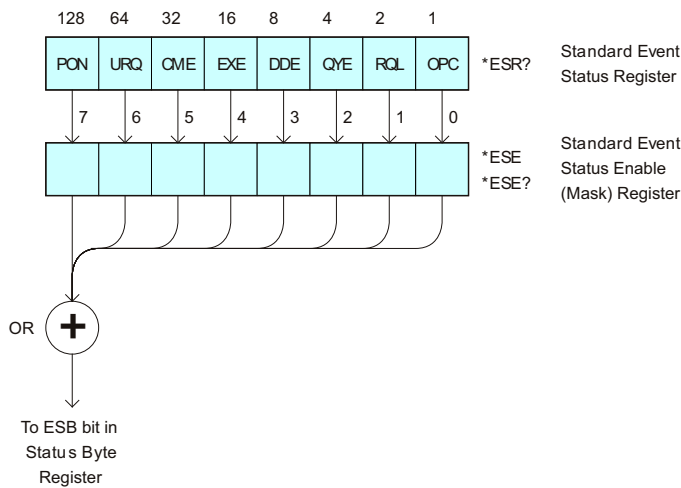 128 64 32 16 8 4 2 1
PON URQ CME EXE DDE QYE RQL OPC
*ESR?
Standard Event
Status Register
7 6 5 4 3 2 1 0
*ESE
*ESE?
Standard Event
Status Enable
(Mask) Register
OR
+
To ESB bit in
Status Byte
Register